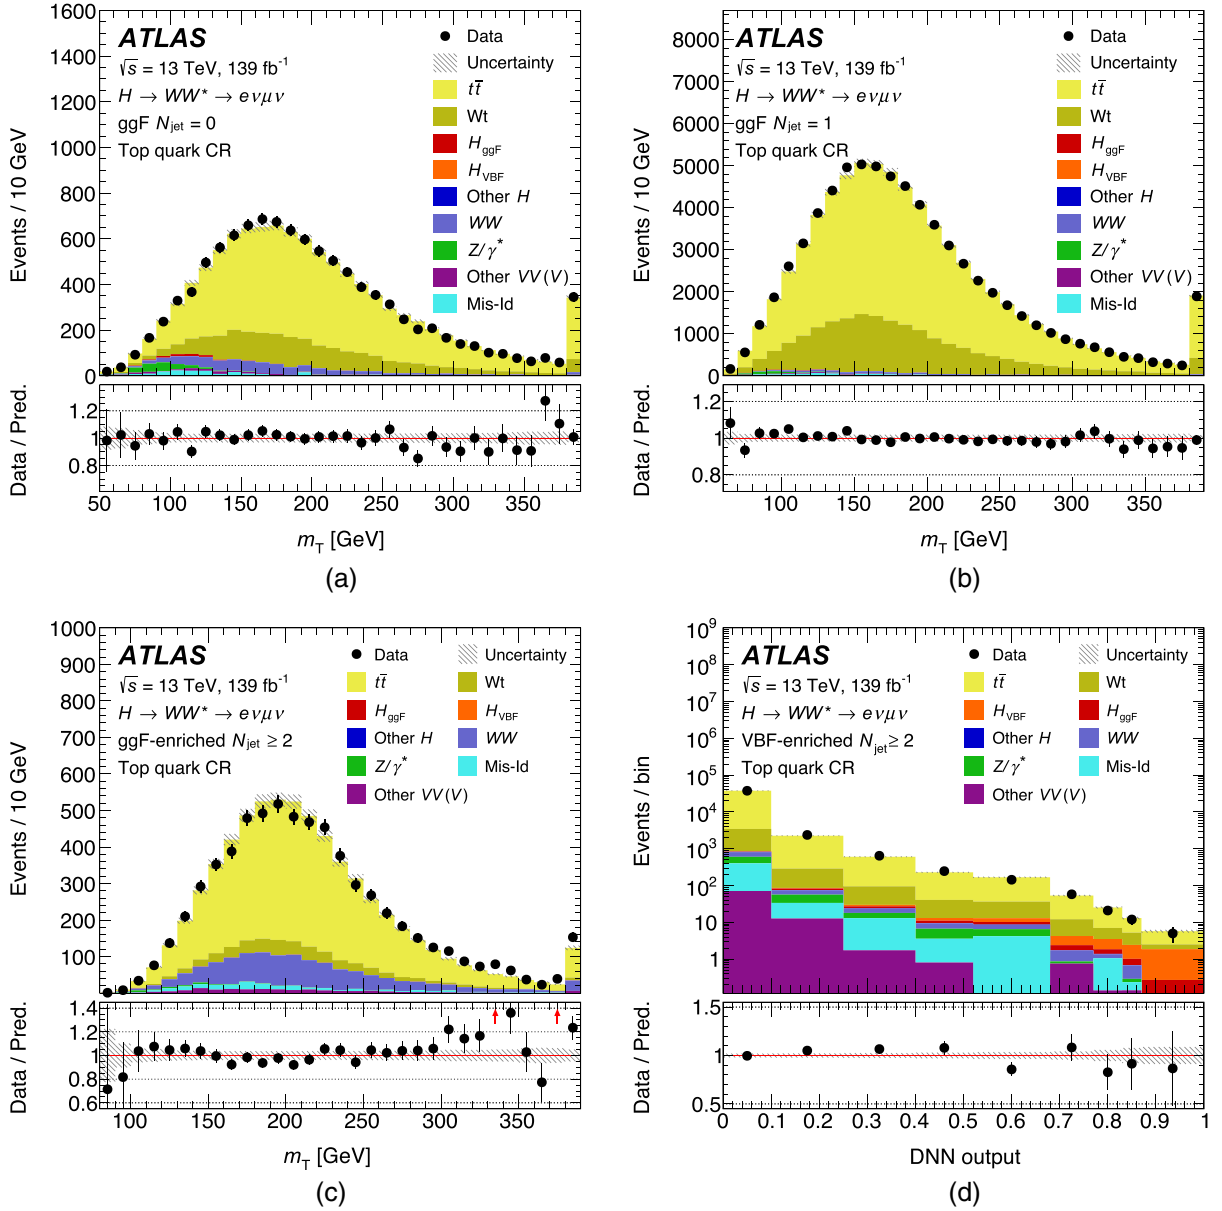 ATLAS
√s = 13 TeV, 139 fb⁻¹
H → WW* → eνμν
ggF Njet = 0
Top quark CR
Data
Uncertainty
tt̄
Wt
HggF
HVBF
Other H
WW
Z/γ*
Other VV(V)
Mis-Id
Events / 10 GeV
1600
1400
1200
1000
800
600
400
200
0
Data / Pred.
1.2
1
0.8
50 100 150 200 250 300 350
mT [GeV]
(a)
ATLAS
√s = 13 TeV, 139 fb⁻¹
H → WW* → eνμν
ggF Njet = 1
Top quark CR
Data
Uncertainty
tt̄
Wt
HggF
HVBF
Other H
WW
Z/γ*
Other VV(V)
Mis-Id
Events / 10 GeV
8000
7000
6000
5000
4000
3000
2000
1000
0
Data / Pred.
1.2
1
0.8
100 150 200 250 300 350
mT [GeV]
(b)
ATLAS
√s = 13 TeV, 139 fb⁻¹
H → WW* → eνμν
ggF-enriched Njet ≥ 2
Top quark CR
Data Uncertainty
tt̄ Wt
HggF HVBF
Other H WW
Z/γ* Mis-Id
Other VV(V)
Events / 10 GeV
1000
900
800
700
600
500
400
300
200
100
0
Data / Pred.
1.4
1.2
1
0.8
0.6
100 150 200 250 300 350
mT [GeV]
(c)
ATLAS
√s = 13 TeV, 139 fb⁻¹
H → WW* → eνμν
VBF-enriched Njet ≥ 2
Top quark CR
Data Uncertainty
tt̄ Wt
HVBF HggF
Other H WW
Z/γ* Mis-Id
Other VV(V)
Events / bin
10⁹
10⁸
10⁷
10⁶
10⁵
10⁴
10³
10²
10
1
Data / Pred.
1.5
1
0.5
0 0.1 0.2 0.3 0.4 0.5 0.6 0.7 0.8 0.9 1
DNN output
(d)